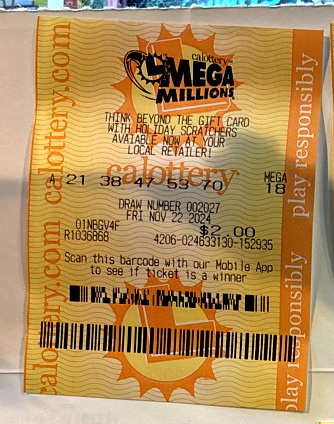 calottery
MEGA
MILLIONS
THINK BEYOND THE GIFT CARD
WITH HOLIDAY SCRATCHERS
AVAIABLE NOW AT YOUR
LOCAL RETAILER!
calottery
MEGA
A 21 38 47 53 70 18
DRAW NUMBER 002027
FRI NOV 22 2024
01NBGV4F $2.00
R1036868 4206-024633130-152935
Scan this barcode with our Mobile App
to see if ticket is a winner
calottery.com calottery.com
play responsibly play responsibly